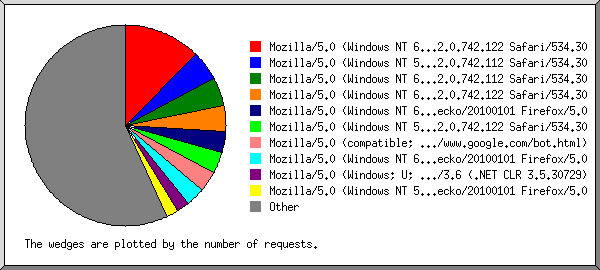 Mozilla/5.0 (Windows NT 6...2.0.742.122 Safari/534.30
Mozilla/5.0 (Windows NT 5...2.0.742.112 Safari/534.30
Mozilla/5.0 (Windows NT 6...2.0.742.112 Safari/534.30
Mozilla/5.0 (Windows NT 6...2.0.742.122 Safari/534.30
Mozilla/5.0 (Windows NT 6...ecko/20100101 Firefox/5.0
Mozilla/5.0 (Windows NT 5...2.0.742.122 Safari/534.30
Mozilla/5.0 (compatible; .../www.google.com/bot.html)
Mozilla/5.0 (Windows NT 6...ecko/20100101 Firefox/5.0
Mozilla/5.0 (Windows; U; .../3.6 (.NET CLR 3.5.30729)
Mozilla/5.0 (Windows NT 5...ecko/20100101 Firefox/5.0
Other
The wedges are plotted by the number of requests.